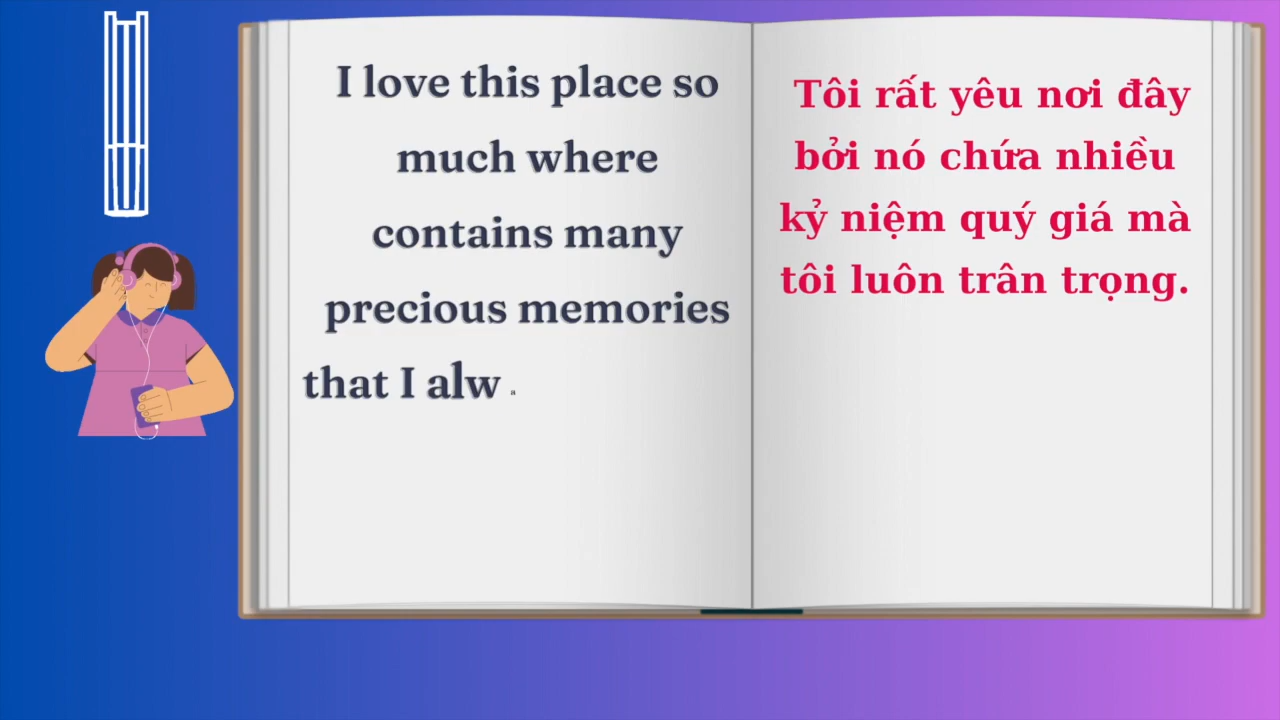 I love this place so
much where
contains many
precious memories
that I alw a
Tôi rất yêu nơi đây
bởi nó chứa nhiều
kỷ niệm quý giá mà
tôi luôn trân trọng.